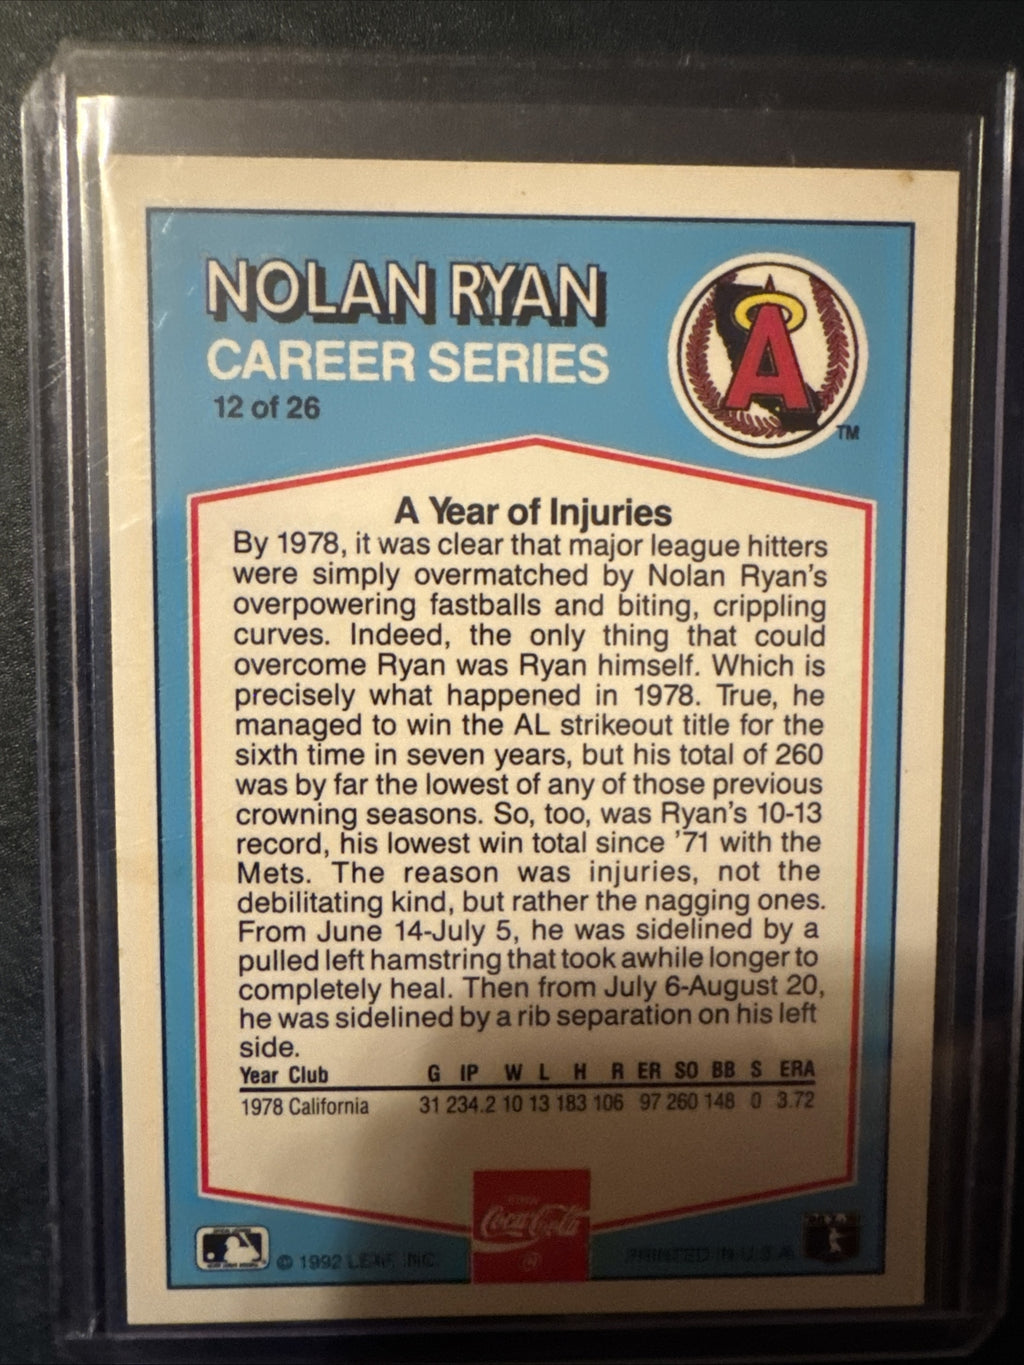 NOLAN RYAN
CAREER SERIES
12 of 26
A
TM
A Year of Injuries
By 1978, it was clear that major league hitters
were simply overmatched by Nolan Ryan's
overpowering fastballs and biting, crippling
curves. Indeed, the only thing that could
overcome Ryan was Ryan himself. Which is
precisely what happened in 1978. True, he
managed to win the AL strikeout title for the
sixth time in seven years, but his total of 260
was by far the lowest of any of those previous
crowning seasons. So, too, was Ryan's 10-13
record, his lowest win total since '71 with the
Mets. The reason was injuries, not the
debilitating kind, but rather the nagging ones.
From June 14-July 5, he was sidelined by a
pulled left hamstring that took awhile longer to
completely heal. Then from July 6-August 20,
he was sidelined by a rib separation on his left
side.
Year Club G IP W L H R ER SO BB S ERA
1978 California 31 234.2 10 13 183 106 97 260 148 0 3.72
Coca-Cola
© 1992 LEAF, INC.
PRINTED IN U.S.A.